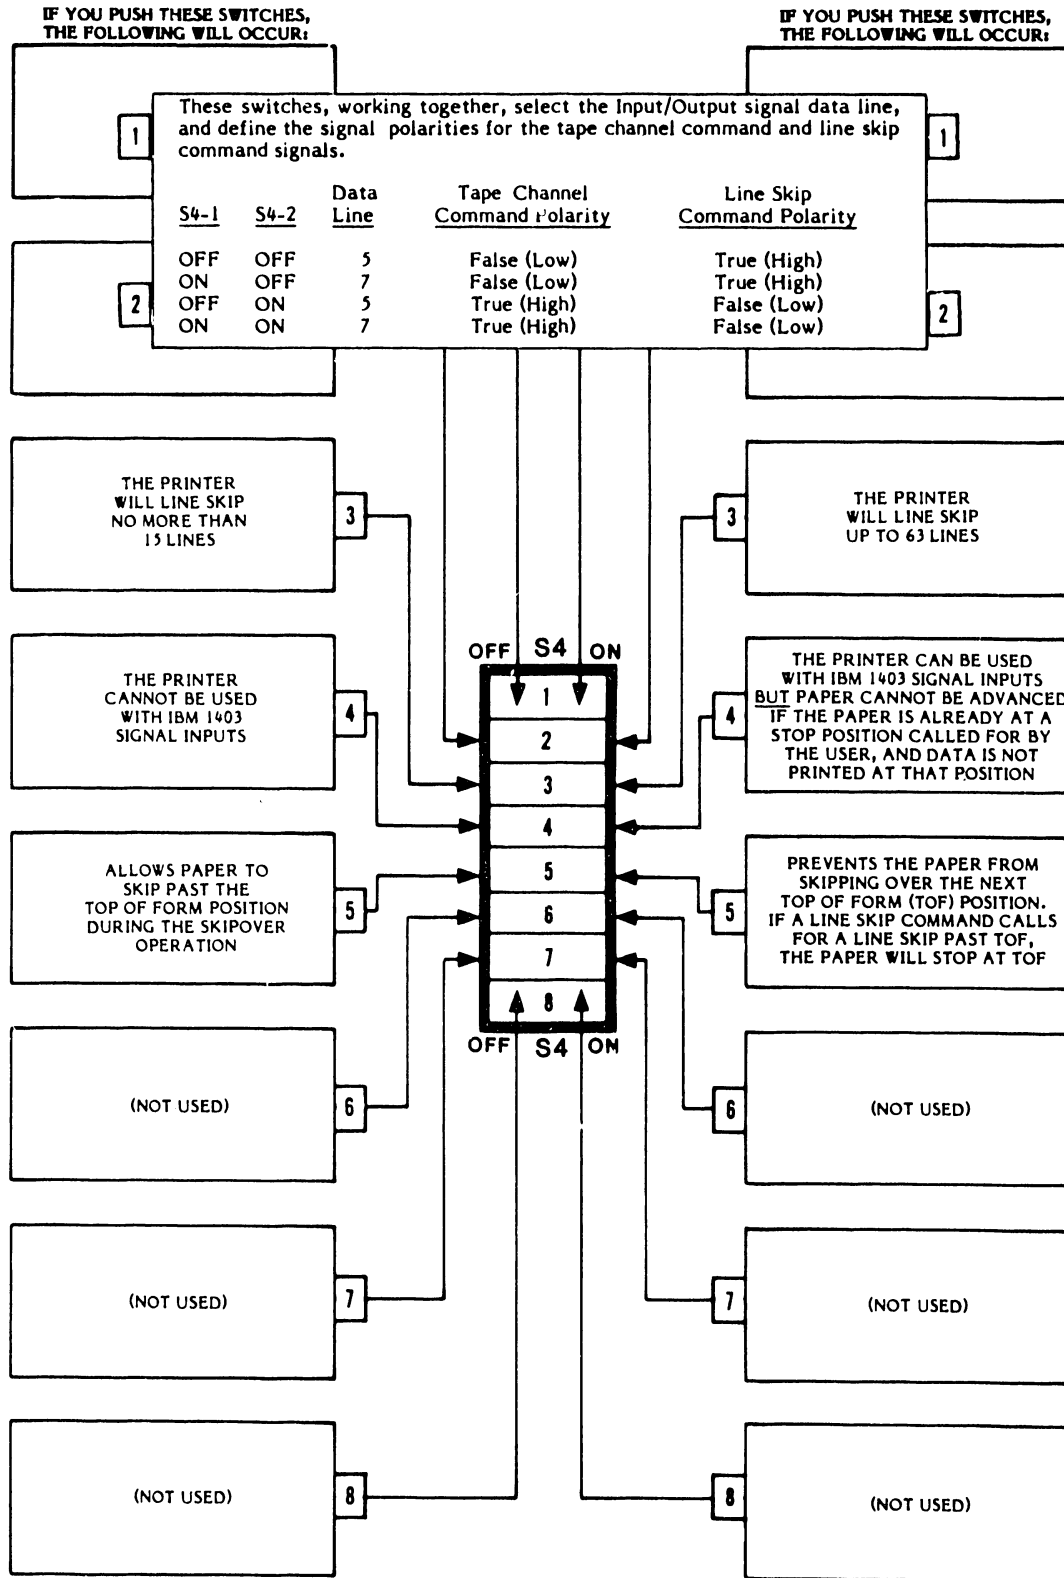 IF YOU PUSH THESE SWITCHES,
THE FOLLOWING WILL OCCUR:
IF YOU PUSH THESE SWITCHES,
THE FOLLOWING WILL OCCUR:
These switches, working together, select the Input/Output signal data line,
and define the signal polarities for the tape channel command and line skip
command signals.
1
1
Data Tape Channel Line Skip
S4-1 S4-2 Line Command Polarity Command Polarity
OFF OFF 5 False (Low) True (High)
ON OFF 7 False (Low) True (High)
OFF ON 5 True (High) False (Low)
ON ON 7 True (High) False (Low)
2
2
THE PRINTER
WILL LINE SKIP
NO MORE THAN
15 LINES
3
3
THE PRINTER
WILL LINE SKIP
UP TO 63 LINES
THE PRINTER
CANNOT BE USED
WITH IBM 1403
SIGNAL INPUTS
4
4
THE PRINTER CAN BE USED
WITH IBM 1403 SIGNAL INPUTS
BUT PAPER CANNOT BE ADVANCED
IF THE PAPER IS ALREADY AT A
STOP POSITION CALLED FOR BY
THE USER, AND DATA IS NOT
PRINTED AT THAT POSITION
OFF S4 ON
1
2
3
4
5
6
7
8
OFF S4 ON
ALLOWS PAPER TO
SKIP PAST THE
TOP OF FORM POSITION
DURING THE SKIPOVER
OPERATION
5
5
PREVENTS THE PAPER FROM
SKIPPING OVER THE NEXT
TOP OF FORM (TOF) POSITION.
IF A LINE SKIP COMMAND CALLS
FOR A LINE SKIP PAST TOF,
THE PAPER WILL STOP AT TOF
(NOT USED)
6
6
(NOT USED)
(NOT USED)
7
7
(NOT USED)
(NOT USED)
8
8
(NOT USED)